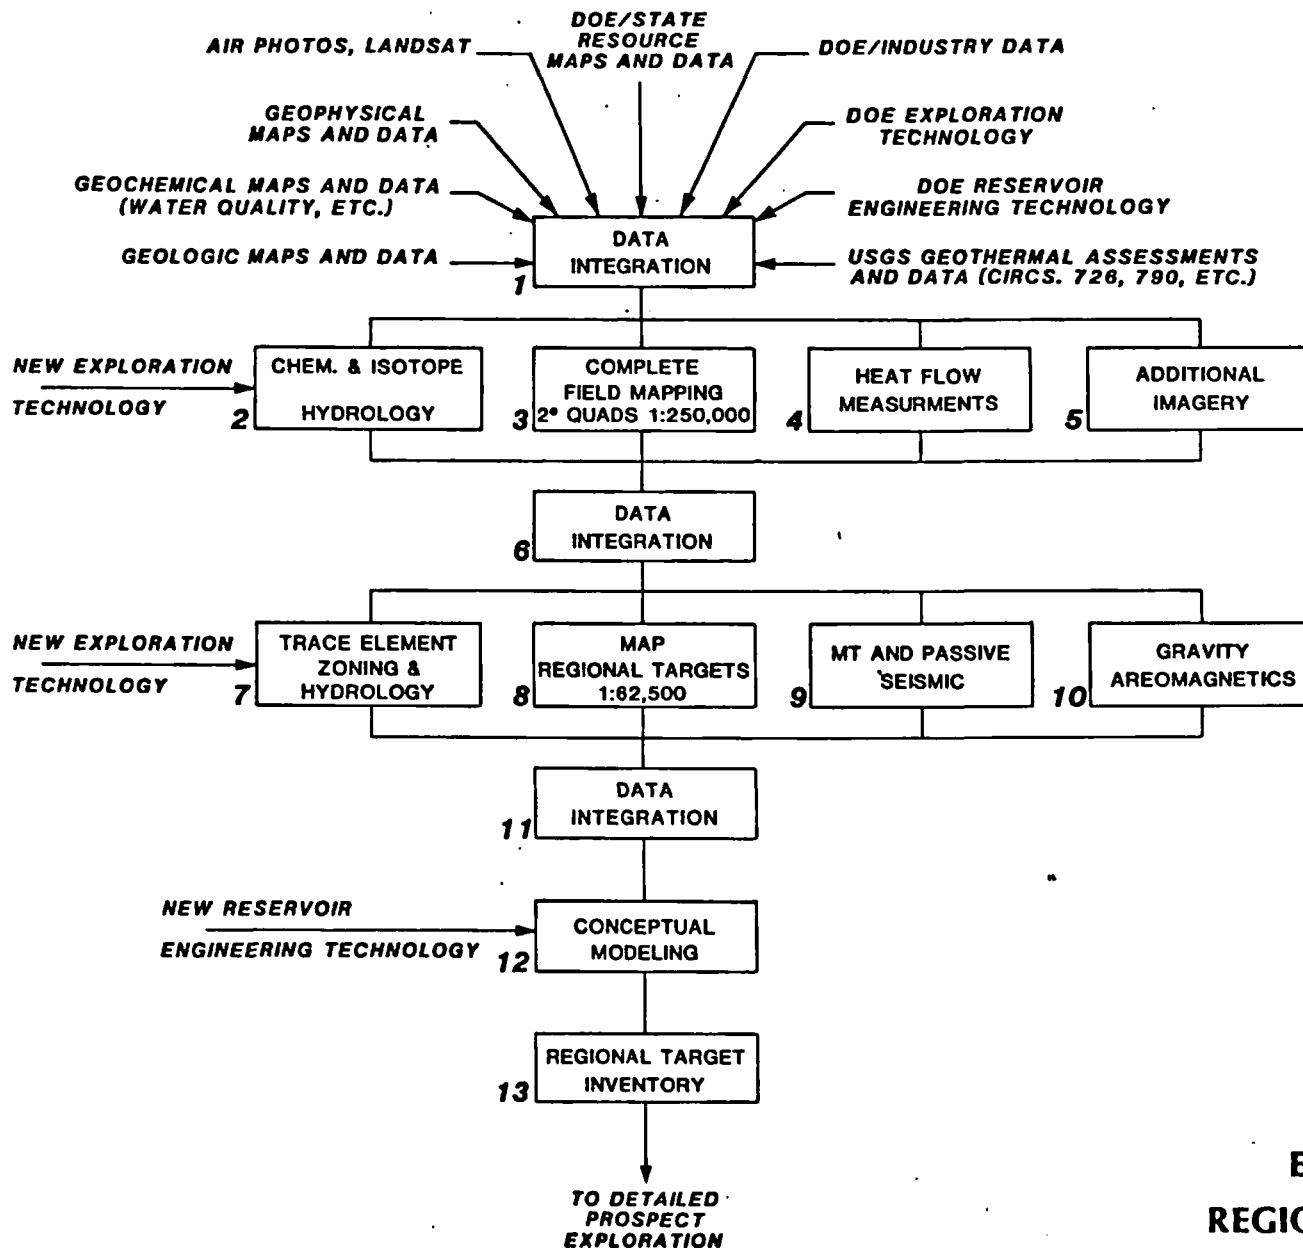 DOE/STATE
RESOURCE
MAPS AND DATA
AIR PHOTOS, LANDSAT
DOE/INDUSTRY DATA
GEOPHYSICAL
MAPS AND DATA
DOE EXPLORATION
TECHNOLOGY
GEOCHEMICAL MAPS AND DATA
(WATER QUALITY, ETC.)
DOE RESERVOIR
ENGINEERING TECHNOLOGY
GEOLOGIC MAPS AND DATA
DATA
INTEGRATION
1
USGS GEOTHERMAL ASSESSMENTS
AND DATA (CIRCS. 726, 790, ETC.)
NEW EXPLORATION
TECHNOLOGY
CHEM. & ISOTOPE
HYDROLOGY
2
COMPLETE
FIELD MAPPING
2° QUADS 1:250,000
3
HEAT FLOW
MEASURMENTS
4
ADDITIONAL
IMAGERY
5
DATA
INTEGRATION
6
NEW EXPLORATION
TECHNOLOGY
TRACE ELEMENT
ZONING &
HYDROLOGY
7
MAP
REGIONAL TARGETS
1:62,500
8
MT AND PASSIVE
SEISMIC
9
GRAVITY
AREOMAGNETICS
10
DATA
INTEGRATION
11
NEW RESERVOIR
ENGINEERING TECHNOLOGY
CONCEPTUAL
MODELING
12
REGIONAL TARGET
INVENTORY
13
TO DETAILED
PROSPECT
EXPLORATION